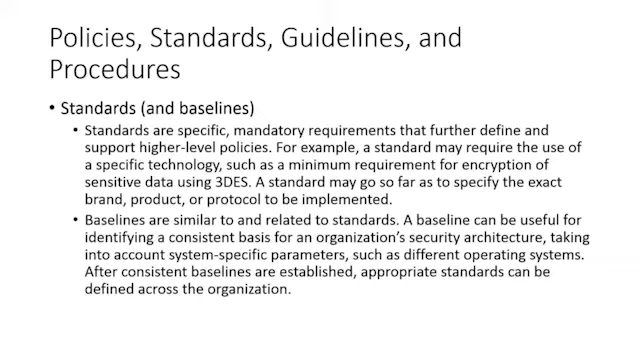 Policies, Standards, Guidelines, and
Procedures
• Standards (and baselines)
• Standards are specific, mandatory requirements that further define and
support higher-level policies. For example, a standard may require the use of
a specific technology, such as a minimum requirement for encryption of
sensitive data using 3DES. A standard may go so far as to specify the exact
brand, product, or protocol to be implemented.
• Baselines are similar to and related to standards. A baseline can be useful for
identifying a consistent basis for an organization's security architecture, taking
into account system-specific parameters, such as different operating systems.
After consistent baselines are established, appropriate standards can be
defined across the organization.